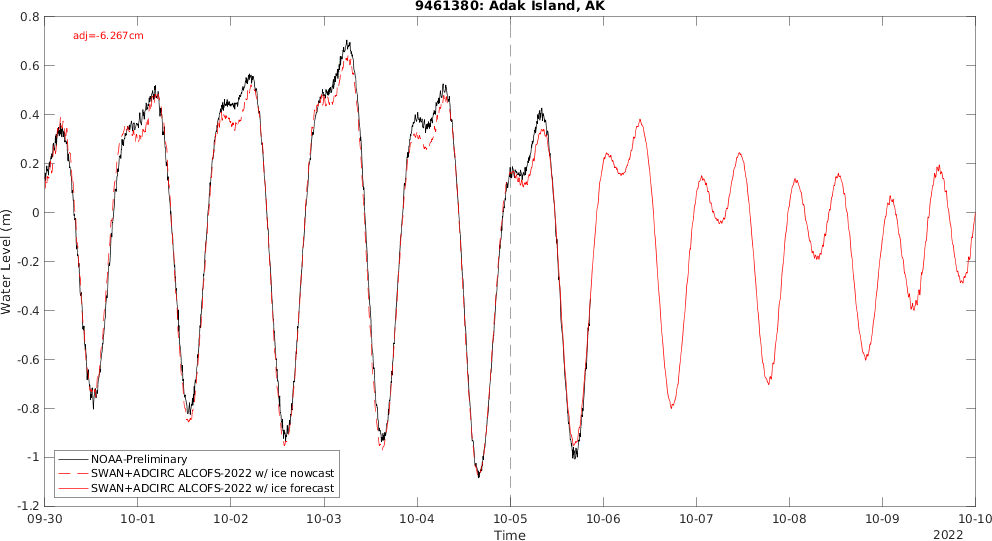 9461380: Adak Island, AK
adj=-6.267cm
0.8
0.6
0.4
0.2
0
-0.2
-0.4
-0.6
-0.8
-1
-1.2
Water Level (m)
NOAA-Preliminary
SWAN+ADCIRC ALCOFS-2022 w/ ice nowcast
SWAN+ADCIRC ALCOFS-2022 w/ ice forecast
09-30 10-01 10-02 10-03 10-04 10-05 10-06 10-07 10-08 10-09 10-10
Time
2022